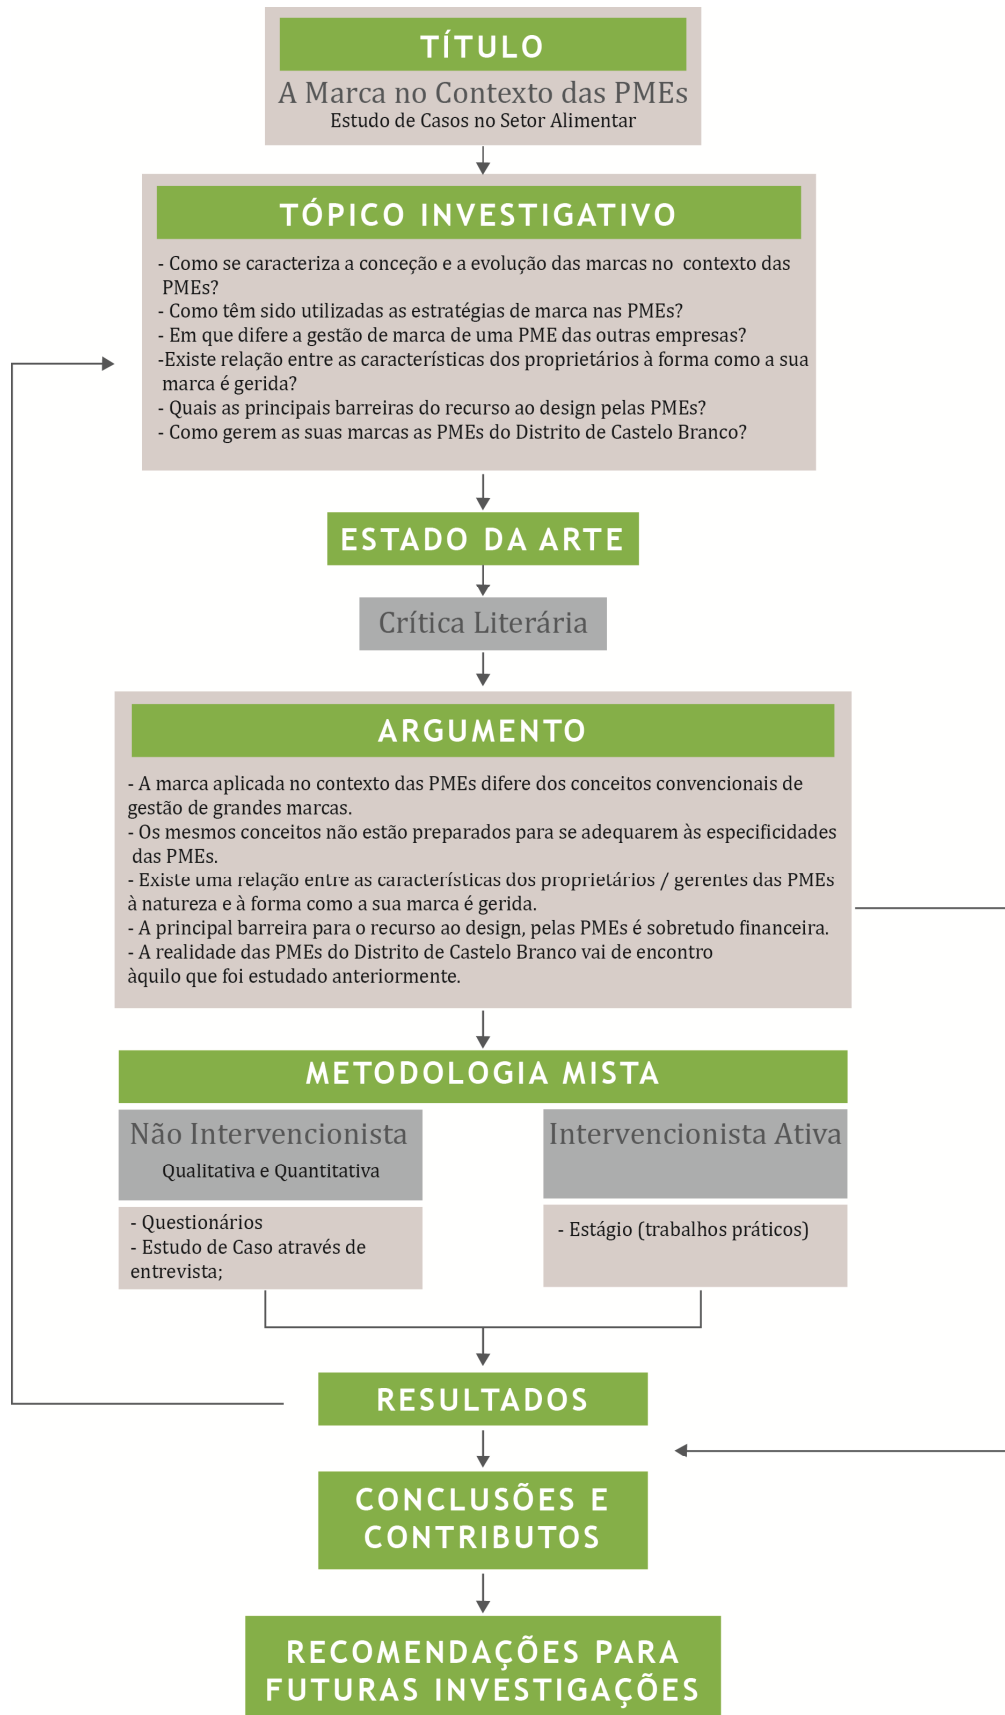 TÍTULO
A Marca no Contexto das PMEs
Estudo de Casos no Setor Alimentar
TÓPICO INVESTIGATIVO
- Como se caracteriza a conceção e a evolução das marcas no contexto das
PMEs?
- Como têm sido utilizadas as estratégias de marca nas PMEs?
- Em que difere a gestão de marca de uma PME das outras empresas?
-Existe relação entre as características dos proprietários à forma como a sua
marca é gerida?
- Quais as principais barreiras do recurso ao design pelas PMEs?
- Como gerem as suas marcas as PMEs do Distrito de Castelo Branco?
ESTADO DA ARTE
Crítica Literária
ARGUMENTO
- A marca aplicada no contexto das PMEs difere dos conceitos convencionais de
gestão de grandes marcas.
- Os mesmos conceitos não estão preparados para se adequarem às especificidades
das PMEs.
- Existe uma relação entre as características dos proprietários / gerentes das PMEs
à natureza e à forma como a sua marca é gerida.
- A principal barreira para o recurso ao design, pelas PMEs é sobretudo financeira.
- A realidade das PMEs do Distrito de Castelo Branco vai de encontro
àquilo que foi estudado anteriormente.
METODOLOGIA MISTA
Não Intervencionista
Qualitativa e Quantitativa
- Questionários
- Estudo de Caso através de
entrevista;
Intervencionista Ativa
- Estágio (trabalhos práticos)
RESULTADOS
CONCLUSÕES E
CONTRIBUTOS
RECOMENDAÇÕES PARA
FUTURAS INVESTIGAÇÕES